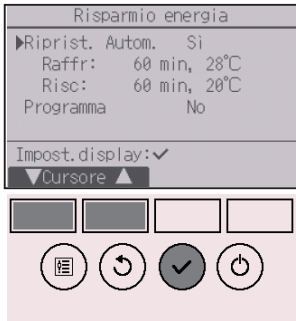 Risparmio energia
▶Riprist. Autom. Sì
Raffr: 60 min, 28°C
Risc: 60 min, 20°C
Programma No
Impost.display:✓
▼Cursore▲